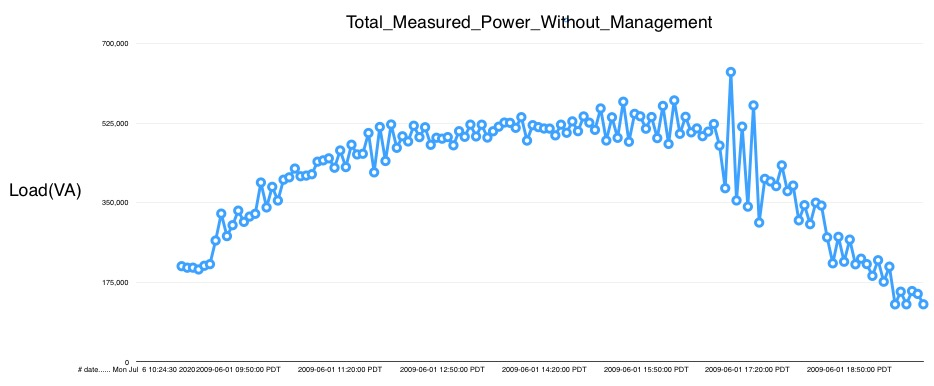 Total_Measured_Power_Without_Management
700,000
525,000
Load(VA)
350,000
175,000
0
# date...... Mon Jul  6 10:24:30 2020 2009-06-01 09:50:00 PDT 2009-06-01 11:20:00 PDT 2009-06-01 12:50:00 PDT 2009-06-01 14:20:00 PDT 2009-06-01 15:50:00 PDT 2009-06-01 17:20:00 PDT 2009-06-01 18:50:00 PDT